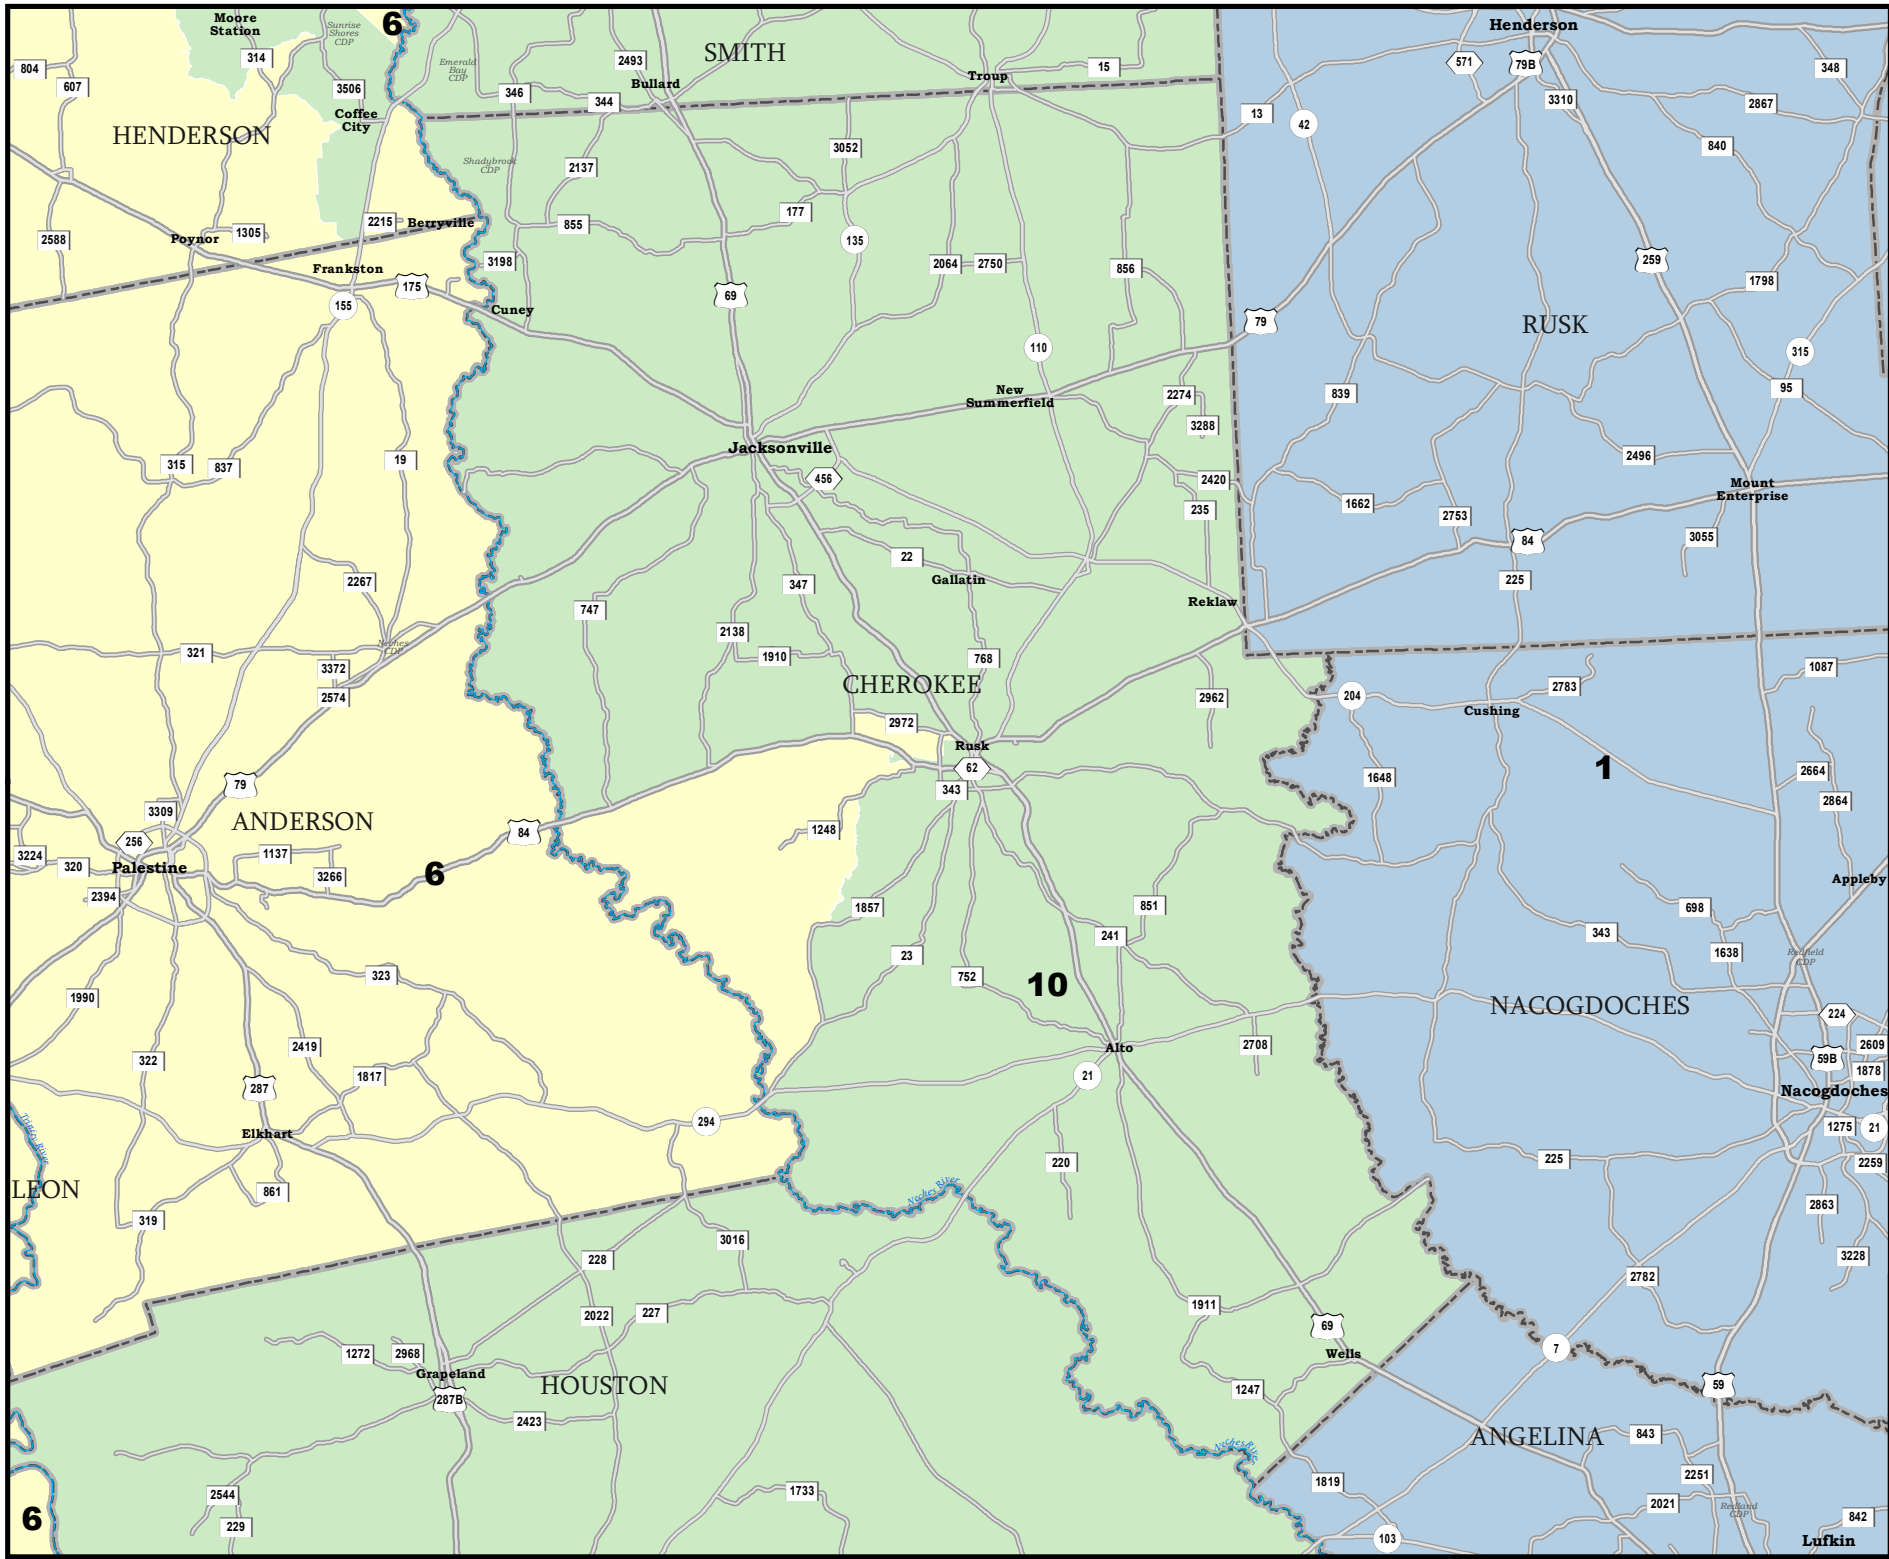 Moore
Station
Sunrise
Shores
CDP
6
SMITH
Henderson
804
314
607
3506
Coffee
City
HENDERSON
Emerald
Bay
CDP
346
2493
Bullard
344
Troup
15
571
79B
348
13
42
3310
2867
840
Shadybrook
CDP
2137
3052
177
855
135
2215
Berryville
2588
Poynor
1305
Frankston
175
155
3198
Cuney
69
2064
2750
856
110
79
259
1798
RUSK
315
95
839
New
Summerfield
2274
3288
Jacksonville
456
315
837
19
2420
235
2496
Mount
Enterprise
1662
2753
84
3055
225
22
Gallatin
347
747
2267
Reklaw
2138
1910
768
CHEROKEE
321
Neches
CDP
3372
2574
2962
204
2783
Cushing
1087
2972
Rusk
62
343
1
1648
2664
2864
79
3309
ANDERSON
256
84
1248
3224
320
Palestine
1137
3266
6
2394
Appleby
1857
851
698
241
343
1638
Redfield
CDP
23
752
10
323
1990
NACOGDOCHES
224
2419
322
1817
287
Alto
2708
21
2609
59B
1878
Nacogdoches
1275
21
Trinity River
Elkhart
294
LEON
861
319
220
225
2259
2863
Neches River
3016
228
3228
2782
2022
227
1911
69
Wells
7
1272
2968
Grapeland
287B
HOUSTON
59
1247
2423
ANGELINA
843
Neches River
1819
2251
2544
1733
2021
Redland
CDP
842
6
229
103
Lufkin